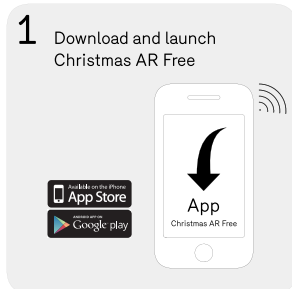 1
Download and launch
Christmas AR Free
Available on the iPhone
App Store
ANDROID APP ON
Google play
App
Christmas AR Free